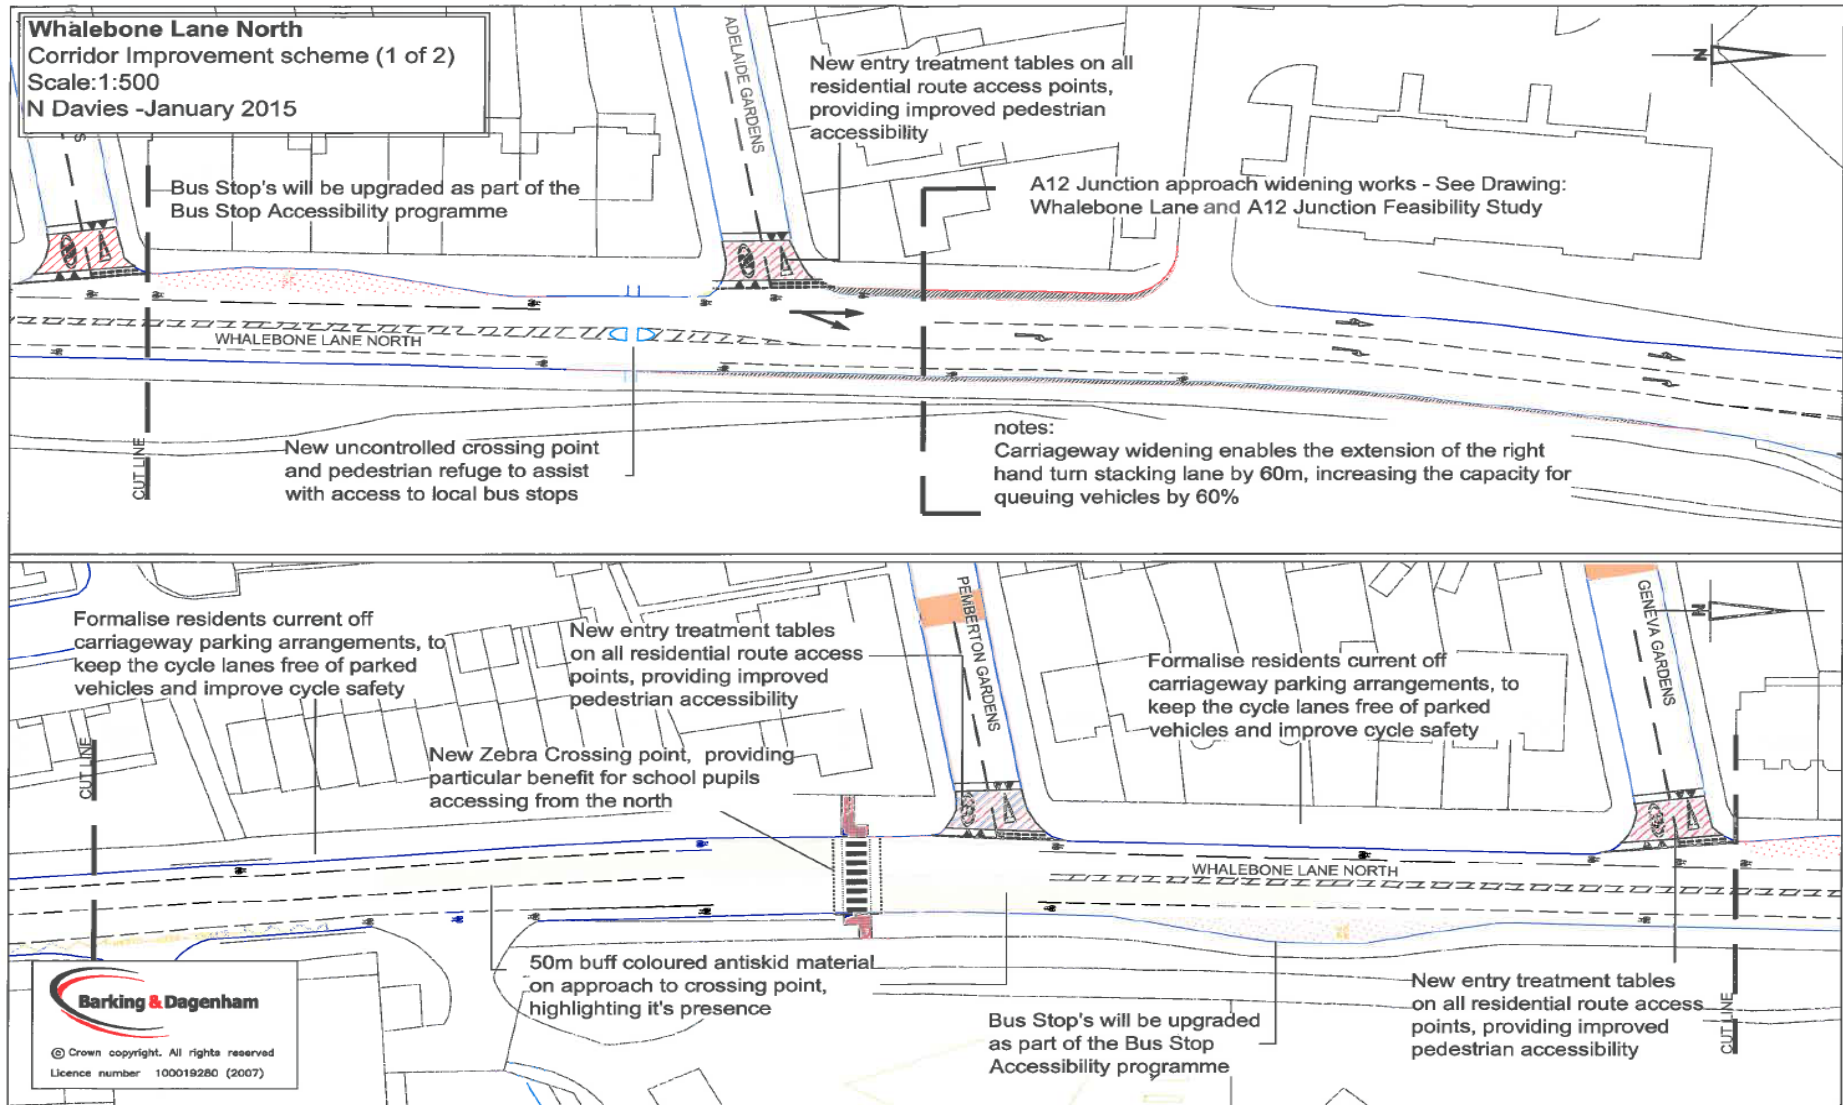 Whalebone Lane North
Corridor Improvement scheme (1 of 2)
Scale:1:500
N Davies -January 2015
S
ADELAIDE GARDENS
New entry treatment tables on all
residential route access points,
providing improved pedestrian
accessibility
N
Bus Stop's will be upgraded as part of the
Bus Stop Accessibility programme
A12 Junction approach widening works - See Drawing:
Whalebone Lane and A12 Junction Feasibility Study
WHALEBONE LANE NORTH
CUT LINE
New uncontrolled crossing point
and pedestrian refuge to assist
with access to local bus stops
notes:
Carriageway widening enables the extension of the right
hand turn stacking lane by 60m, increasing the capacity for
queuing vehicles by 60%
Formalise residents current off
carriageway parking arrangements, to
keep the cycle lanes free of parked
vehicles and improve cycle safety
New entry treatment tables
on all residential route access
points, providing improved
pedestrian accessibility
PEMBERTON GARDENS
Formalise residents current off
carriageway parking arrangements, to
keep the cycle lanes free of parked
vehicles and improve cycle safety
GENEVA GARDENS
N
CUT LINE
New Zebra Crossing point, providing
particular benefit for school pupils
accessing from the north
WHALEBONE LANE NORTH
50m buff coloured antiskid material
on approach to crossing point,
highlighting it's presence
Bus Stop's will be upgraded
as part of the Bus Stop
Accessibility programme
New entry treatment tables
on all residential route access
points, providing improved
pedestrian accessibility
CUT LINE
Barking & Dagenham
© Crown copyright. All rights reserved
Licence number 100019280 (2007)